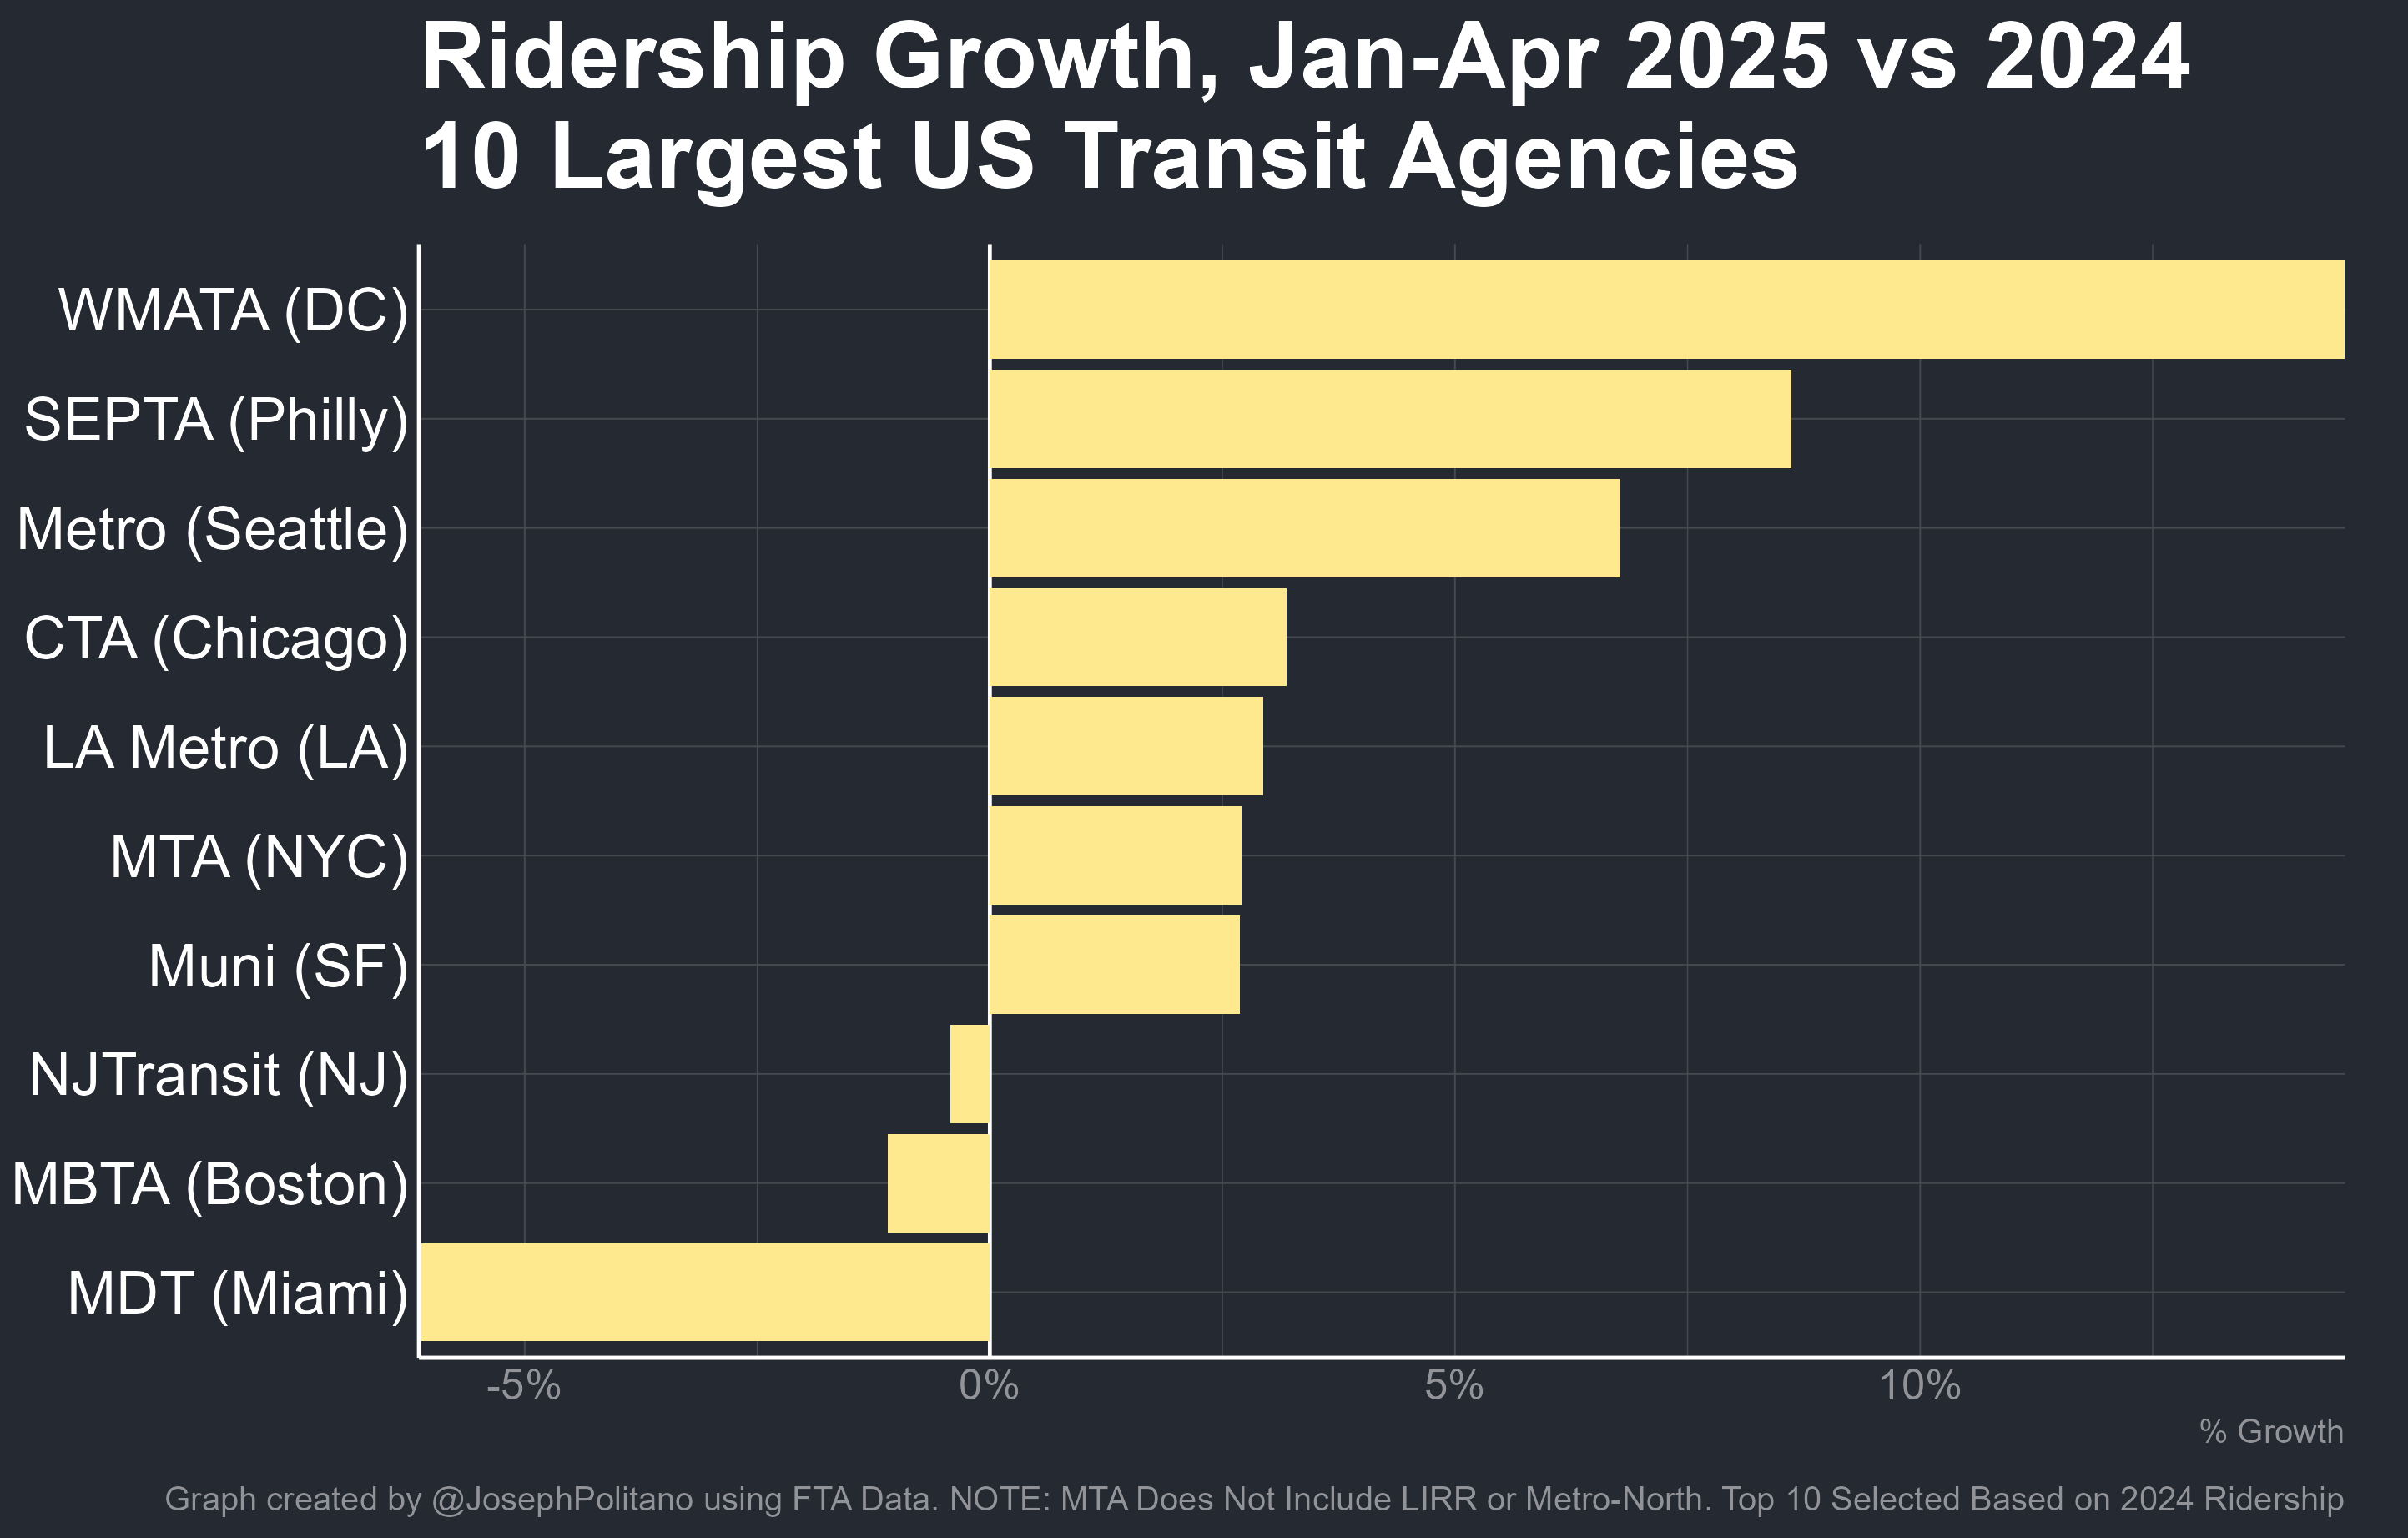 Ridership Growth, Jan-Apr 2025 vs 2024
10 Largest US Transit Agencies
WMATA (DC)
SEPTA (Philly)
Metro (Seattle)
CTA (Chicago)
LA Metro (LA)
MTA (NYC)
Muni (SF)
NJTransit (NJ)
MBTA (Boston)
MDT (Miami)
-5% 0% 5% 10%
% Growth
Graph created by @JosephPolitano using FTA Data. NOTE: MTA Does Not Include LIRR or Metro-North. Top 10 Selected Based on 2024 Ridership